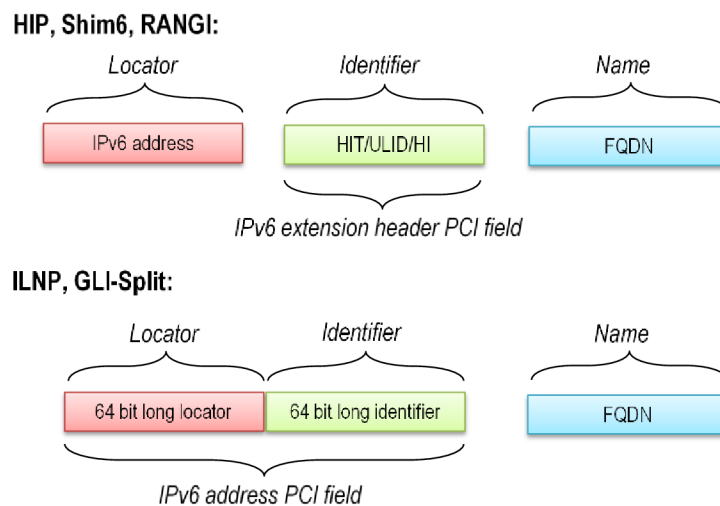 HIP, Shim6, RANGI:
Locator Identifier Name
IPv6 address HIT/ULID/HI FQDN
IPv6 extension header PCI field
ILNP, GLI-Split:
Locator Identifier Name
64 bit long locator 64 bit long identifier FQDN
IPv6 address PCI field